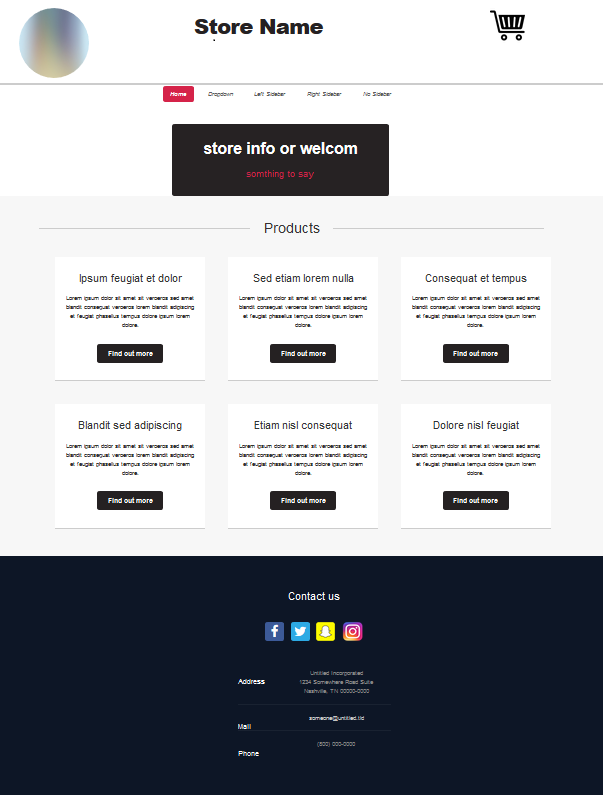 Store Name
Home Dropdown Left Sidebar Right Sidebar No Sidebar
store info or welcom
somthing to say
Products
Ipsum feugiat et dolor
Lorem ipsum dolor sit amet sit veroeros sed amet
blandit consequat veroeros lorem blandit adipiscing
et feugiat phasellus tempus dolore ipsum lorem
dolore.
Find out more
Sed etiam lorem nulla
Lorem ipsum dolor sit amet sit veroeros sed amet
blandit consequat veroeros lorem blandit adipiscing
et feugiat phasellus tempus dolore ipsum lorem
dolore.
Find out more
Consequat et tempus
Lorem ipsum dolor sit amet sit veroeros sed amet
blandit consequat veroeros lorem blandit adipiscing
et feugiat phasellus tempus dolore ipsum lorem
dolore.
Find out more
Blandit sed adipiscing
Lorem ipsum dolor sit amet sit veroeros sed amet
blandit consequat veroeros lorem blandit adipiscing
et feugiat phasellus tempus dolore ipsum lorem
dolore.
Find out more
Etiam nisl consequat
Lorem ipsum dolor sit amet sit veroeros sed amet
blandit consequat veroeros lorem blandit adipiscing
et feugiat phasellus tempus dolore ipsum lorem
dolore.
Find out more
Dolore nisl feugiat
Lorem ipsum dolor sit amet sit veroeros sed amet
blandit consequat veroeros lorem blandit adipiscing
et feugiat phasellus tempus dolore ipsum lorem
dolore.
Find out more
Contact us
Address
Untitled Incorporated
1234 Somewhere Road Suite
Nashville, TN 00000-0000
Mail
someone@untitled.tld
Phone
(800) 000-0000